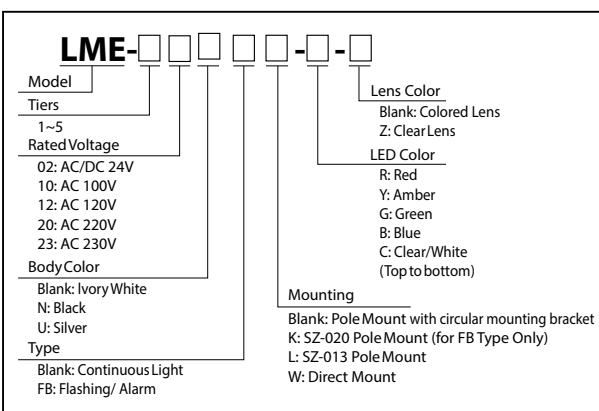 LME-□□□□□-□-□
Model
Tiers
1~5
Rated Voltage
02: AC/DC 24V
10: AC 100V
12: AC 120V
20: AC 220V
23: AC 230V
Body Color
Blank: Ivory White
N: Black
U: Silver
Type
Blank: Continuous Light
FB: Flashing/ Alarm
Lens Color
Blank: Colored Lens
Z: Clear Lens
LED Color
R: Red
Y: Amber
G: Green
B: Blue
C: Clear/White
(Top to bottom)
Mounting
Blank: Pole Mount with circular mounting bracket
K: SZ-020 Pole Mount (for FB Type Only)
L: SZ-013 Pole Mount
W: Direct Mount